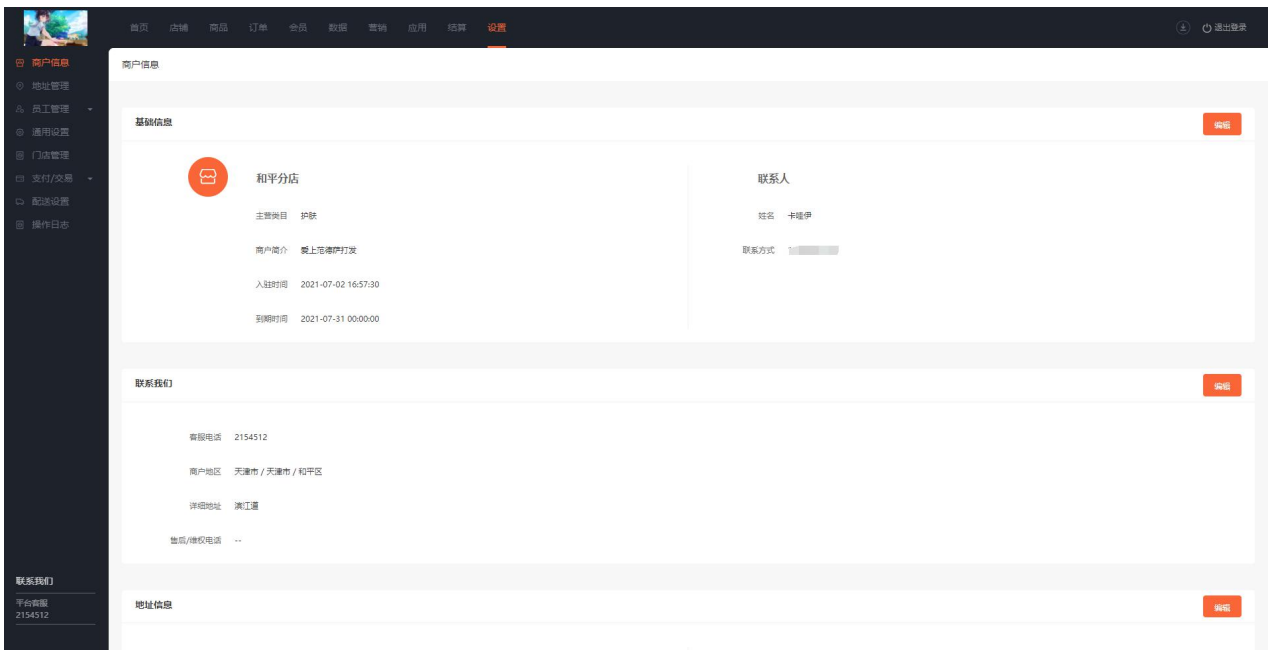 首页 店铺 商品 订单 会员 数据 营销 应用 结算 设置 退出登录
商户信息
地址管理
员工管理
通用设置
门店管理
支付/交易
配送设置
操作日志
联系我们
平台客服
2154512
商户信息
基础信息 编辑
和平分店
主营类目 护肤
商户简介 爱上范德萨打发
入驻时间 2021-07-02 16:57:30
到期时间 2021-07-31 00:00:00
联系人
姓名 卡哇伊
联系方式
联系我们 编辑
客服电话 2154512
商户地区 天津市 / 天津市 / 和平区
详细地址 滨江道
售后/维权电话 --
地址信息 编辑